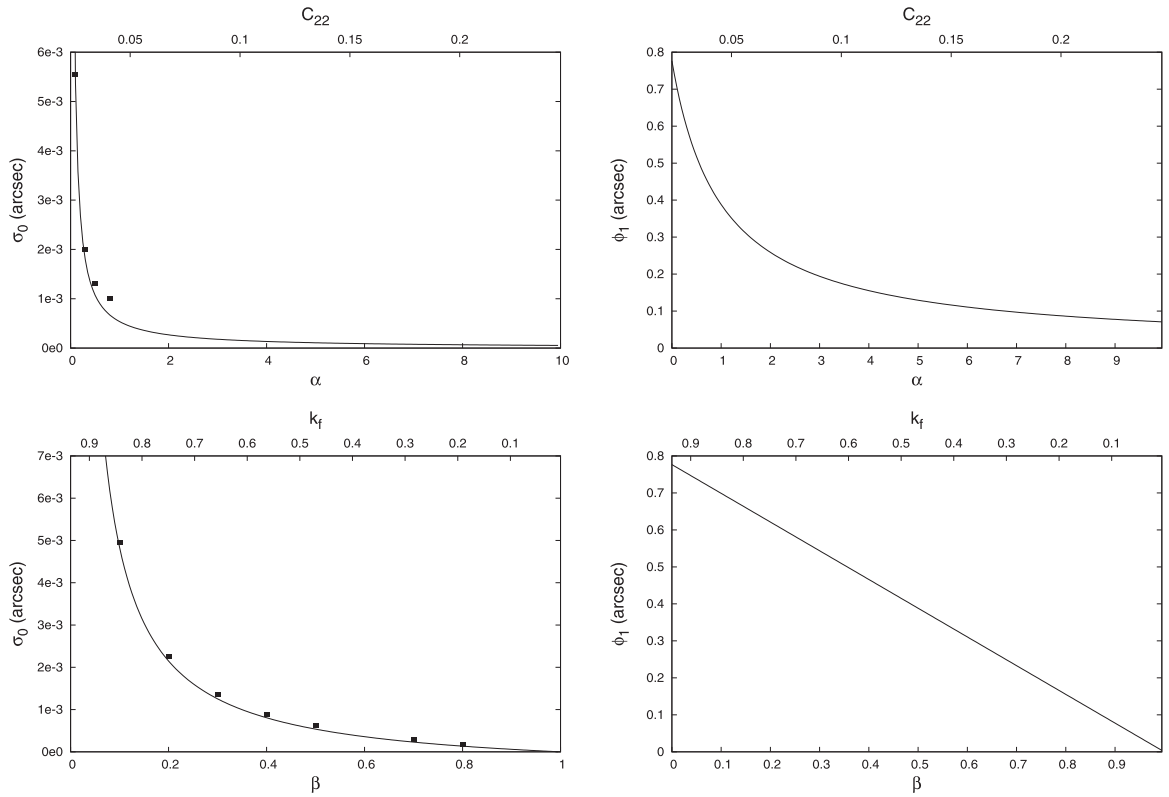 C22
0.05 0.1 0.15 0.2
6e-3
5e-3
4e-3
3e-3
2e-3
1e-3
0e0
σ0 (arcsec)
0 2 4 6 8 10
α
C22
0.05 0.1 0.15 0.2
0.8
0.7
0.6
0.5
0.4
0.3
0.2
0.1
0
ϕ1 (arcsec)
0 1 2 3 4 5 6 7 8 9
α
kf
0.9 0.8 0.7 0.6 0.5 0.4 0.3 0.2 0.1
7e-3
6e-3
5e-3
4e-3
3e-3
2e-3
1e-3
0e0
σ0 (arcsec)
0 0.2 0.4 0.6 0.8 1
β
kf
0.9 0.8 0.7 0.6 0.5 0.4 0.3 0.2 0.1
0.8
0.7
0.6
0.5
0.4
0.3
0.2
0.1
0
ϕ1 (arcsec)
0 0.1 0.2 0.3 0.4 0.5 0.6 0.7 0.8 0.9
β